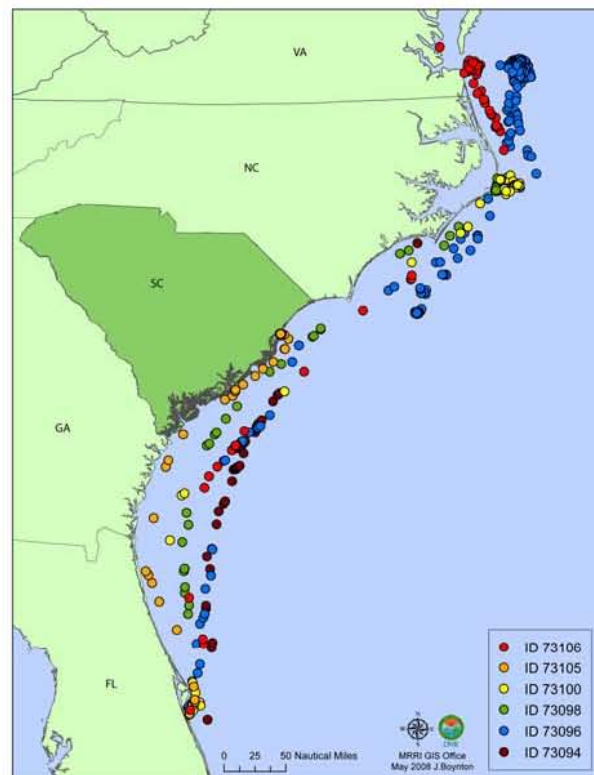 VA
NC
SC
GA
FL
ID 73106
ID 73105
ID 73100
ID 73098
ID 73096
ID 73094
0 25 50 Nautical Miles
N
DNR
MRRI GIS Office
May 2008 J.Boynton